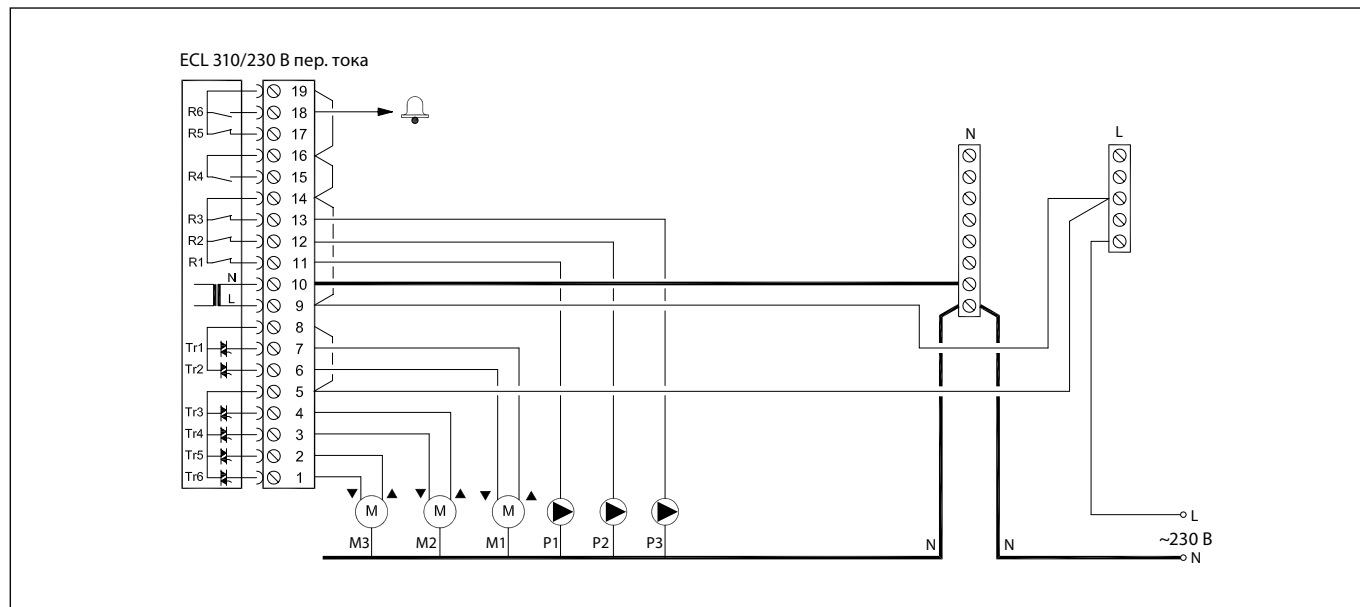 ECL 310/230 В пер. тока
19
R6 18
R5 17
16
R4 15
14
R3 13
R2 12
R1 11
N 10
L 9
8
Tr1 7
Tr2 6
5
Tr3 4
Tr4 3
Tr5 2
Tr6 1
N
L
M M M
M3 M2 M1 P1 P2 P3
N N
L
~230 В
N